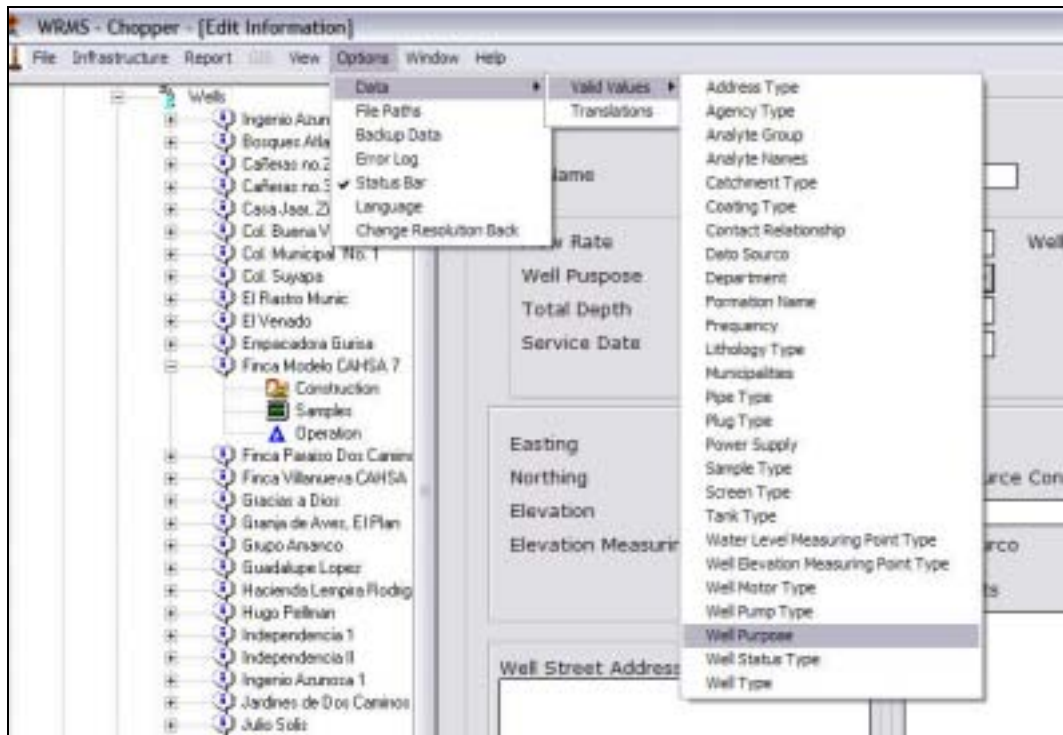 WRMS - Chopper - [Edit Information]
File Infrastructure Report GIS View Options Window Help
Wells
Ingenio Azun
Bosques Atla
Cañeras no.2
Cañeras no.3
Casa Jaar, Zi
Col. Buena V
Col. Municipal No. 1
Col. Suyapa
El Rastro Munic
El Venado
Empacadora Gurisa
Finca Modelo CAHSA 7
Construction
Samples
Operation
Finca Paraiso Dos Camino
Finca Villanueva CAHSA
Gracias a Dios
Granja de Aves, El Plan
Grupo Amanco
Guadalupe Lopez
Hacienda Lempira Rodrig
Hugo Pellman
Independencia 1
Independencia II
Ingenio Azunosa 1
Jardines de Dos Caminos
Julio Solis
Data
File Paths
Backup Data
Error Log
Status Bar
Language
Change Resolution Back
Valid Values
Translations
Address Type
Agency Type
Analyte Group
Analyte Names
Catchment Type
Coating Type
Contact Relationship
Data Source
Department
Formation Name
Frequency
Lithology Type
Municipalities
Pipe Type
Plug Type
Power Supply
Sample Type
Screen Type
Tank Type
Water Level Measuring Point Type
Well Elevation Measuring Point Type
Well Motor Type
Well Pump Type
Well Purpose
Well Status Type
Well Type
Name
w Rate
Well Puspose
Total Depth
Service Date
Well
Easting
Northing
Elevation
Elevation Measurin
urce Con
urce
ts
Well Street Address